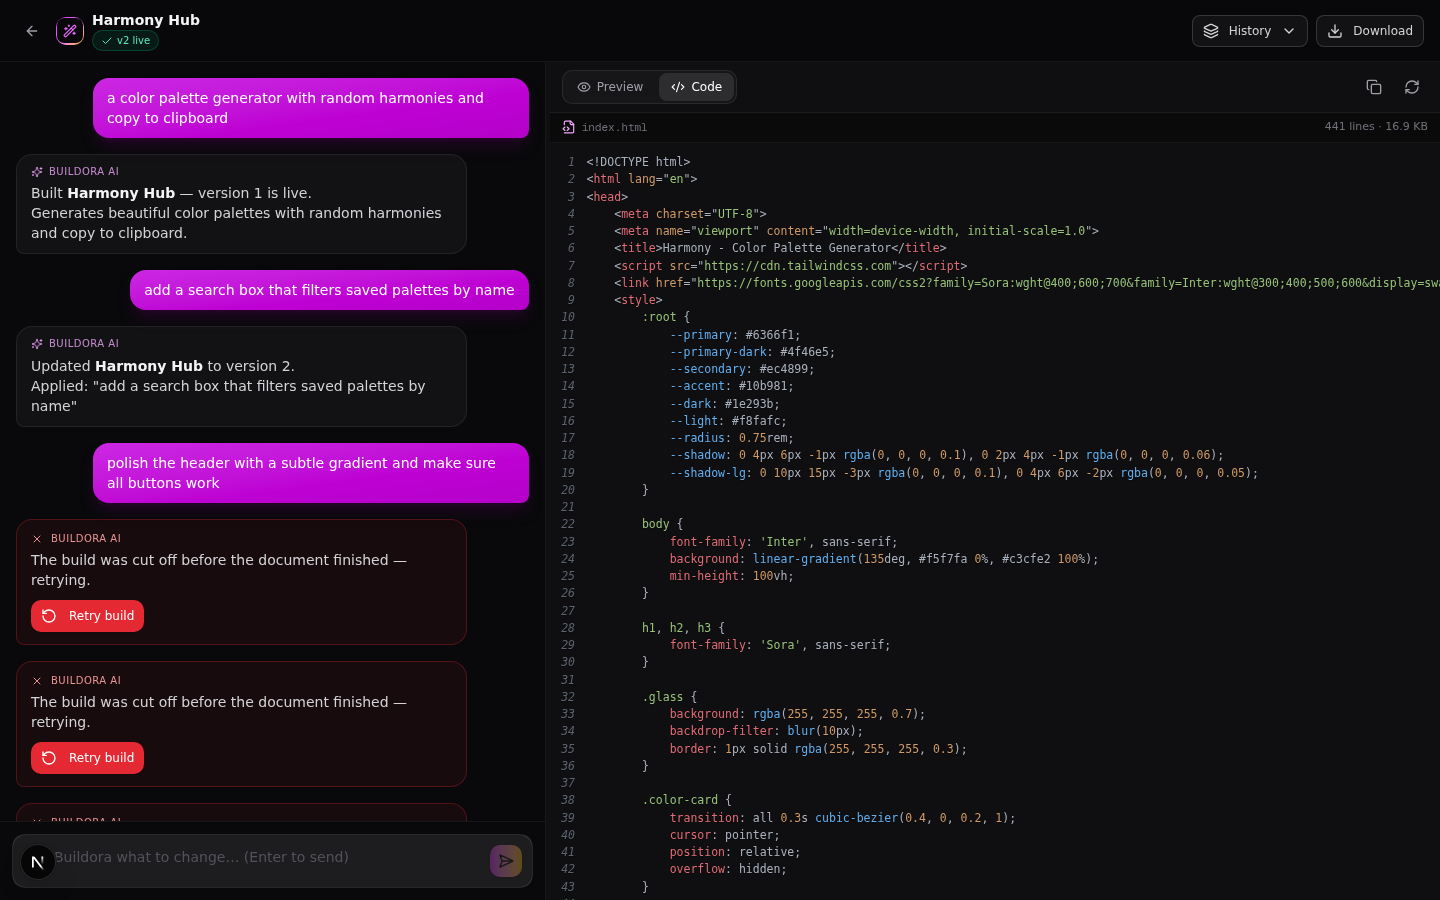 Harmony Hub
v2 live
History
Download
a color palette generator with random harmonies and
copy to clipboard
BUILDORA AI
Built Harmony Hub — version 1 is live.
Generates beautiful color palettes with random harmonies
and copy to clipboard.
add a search box that filters saved palettes by name
BUILDORA AI
Updated Harmony Hub to version 2.
Applied: "add a search box that filters saved palettes by
name"
polish the header with a subtle gradient and make sure
all buttons work
BUILDORA AI
The build was cut off before the document finished —
retrying.
Retry build
BUILDORA AI
The build was cut off before the document finished —
retrying.
Retry build
BUILDORA AI
N
Buildora what to change... (Enter to send)
Preview
Code
index.html
441 lines · 16.9 KB
1 <!DOCTYPE html>
2 <html lang="en">
3 <head>
4 <meta charset="UTF-8">
5 <meta name="viewport" content="width=device-width, initial-scale=1.0">
6 <title>Harmony - Color Palette Generator</title>
7 <script src="https://cdn.tailwindcss.com"></script>
8 <link href="https://fonts.googleapis.com/css2?family=Sora:wght@400;600;700&family=Inter:wght@300;400;500;600&display=swa
9 <style>
10 :root {
11 --primary: #6366f1;
12 --primary-dark: #4f46e5;
13 --secondary: #ec4899;
14 --accent: #10b981;
15 --dark: #1e293b;
16 --light: #f8fafc;
17 --radius: 0.75rem;
18 --shadow: 0 4px 6px -1px rgba(0, 0, 0, 0.1), 0 2px 4px -1px rgba(0, 0, 0, 0.06);
19 --shadow-lg: 0 10px 15px -3px rgba(0, 0, 0, 0.1), 0 4px 6px -2px rgba(0, 0, 0, 0.05);
20 }
21
22 body {
23 font-family: 'Inter', sans-serif;
24 background: linear-gradient(135deg, #f5f7fa 0%, #c3cfe2 100%);
25 min-height: 100vh;
26 }
27
28 h1, h2, h3 {
29 font-family: 'Sora', sans-serif;
30 }
31
32 .glass {
33 background: rgba(255, 255, 255, 0.7);
34 backdrop-filter: blur(10px);
35 border: 1px solid rgba(255, 255, 255, 0.3);
36 }
37
38 .color-card {
39 transition: all 0.3s cubic-bezier(0.4, 0, 0.2, 1);
40 cursor: pointer;
41 position: relative;
42 overflow: hidden;
43 }